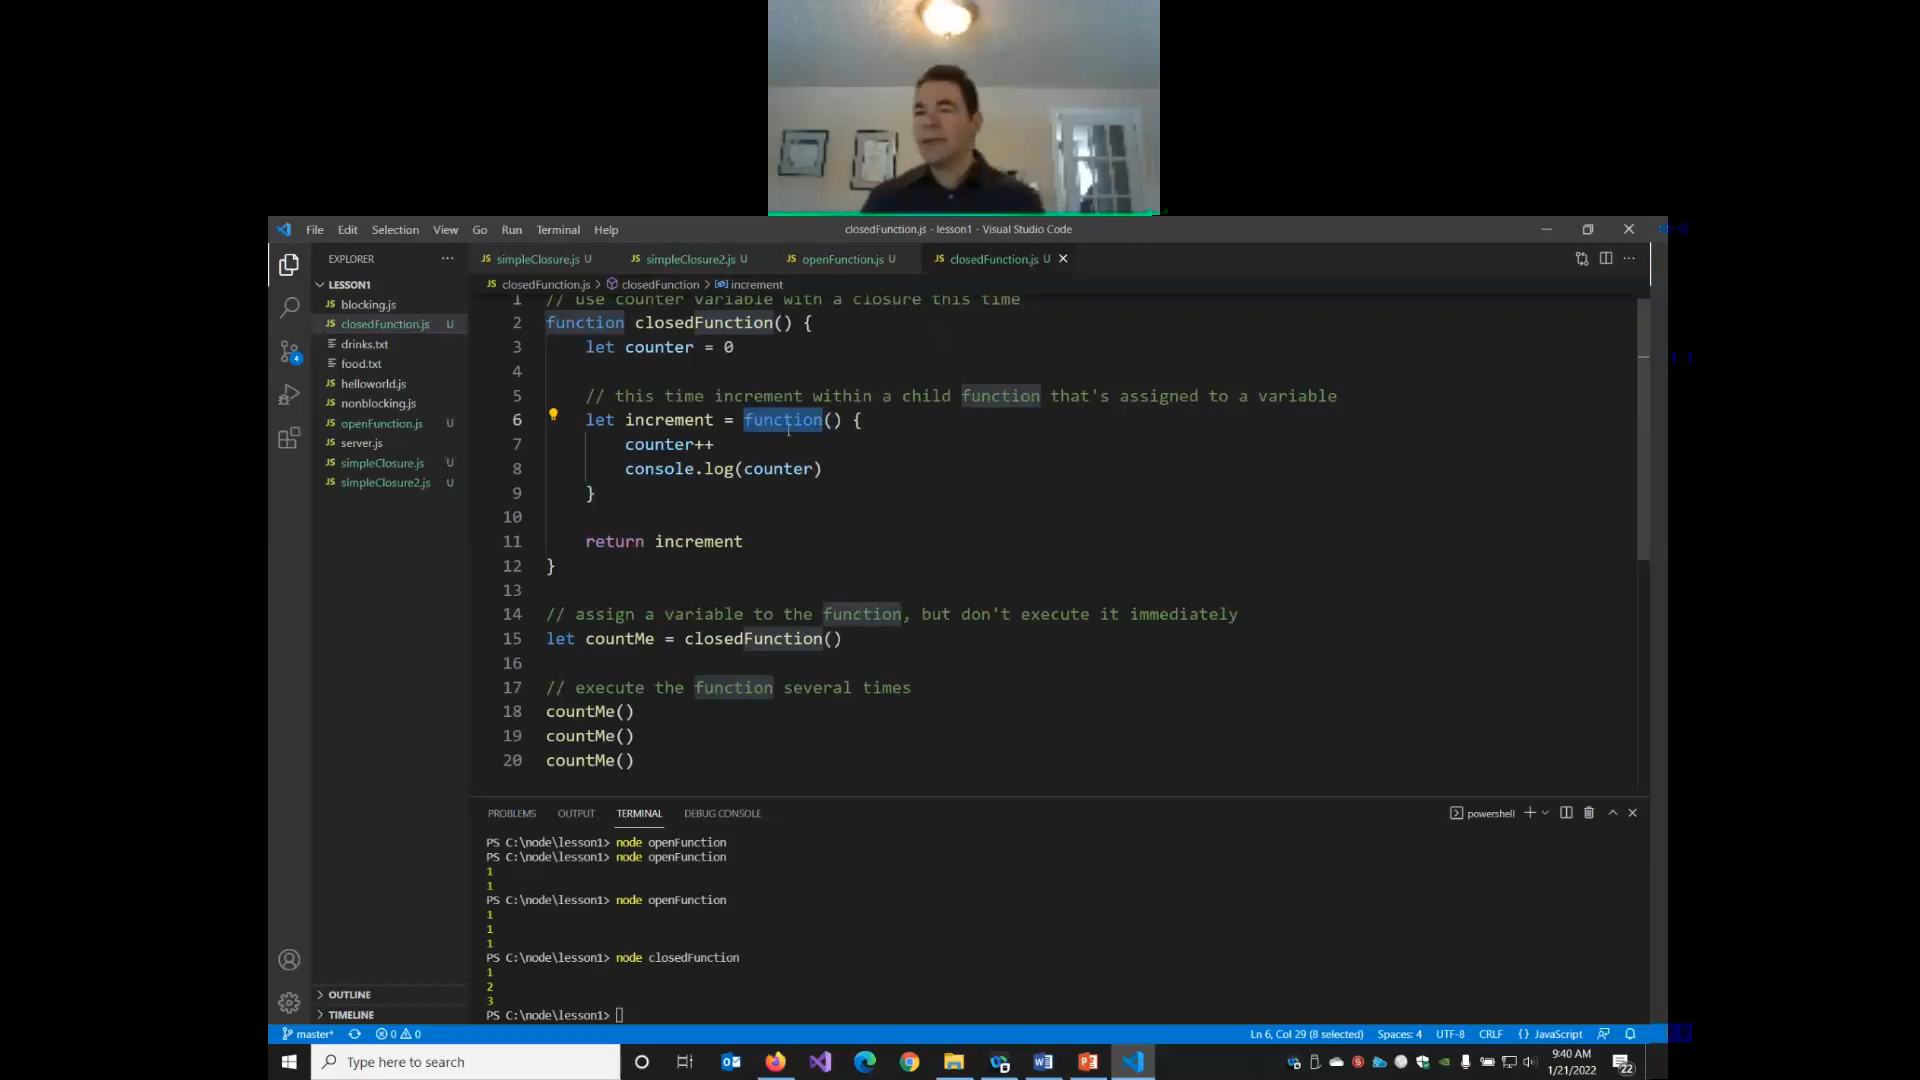 File Edit Selection View Go Run Terminal Help
closedFunction.js - lesson1 - Visual Studio Code
EXPLORER
LESSON1
JS blocking.js
JS closedFunction.js U
drinks.txt
food.txt
JS helloworld.js
JS nonblocking.js
JS openFunction.js U
JS server.js
JS simpleClosure.js U
JS simpleClosure2.js U
4
OUTLINE
TIMELINE
JS simpleClosure.js U JS simpleClosure2.js U JS openFunction.js U JS closedFunction.js U
JS closedFunction.js > closedFunction > increment
1 // use counter variable with a closure this time
2 function closedFunction() {
3 let counter = 0
4
5 // this time increment within a child function that's assigned to a variable
6 let increment = function() {
7 counter++
8 console.log(counter)
9 }
10
11 return increment
12 }
13
14 // assign a variable to the function, but don't execute it immediately
15 let countMe = closedFunction()
16
17 // execute the function several times
18 countMe()
19 countMe()
20 countMe()
PROBLEMS OUTPUT TERMINAL DEBUG CONSOLE
powershell
PS C:\node\lesson1> node openFunction
PS C:\node\lesson1> node openFunction
1
1
PS C:\node\lesson1> node openFunction
1
1
1
PS C:\node\lesson1> node closedFunction
1
2
3
PS C:\node\lesson1>
master* 0 0
Ln 6, Col 29 (8 selected) Spaces: 4 UTF-8 CRLF {} JavaScript
Type here to search
9:40 AM
1/21/2022
22